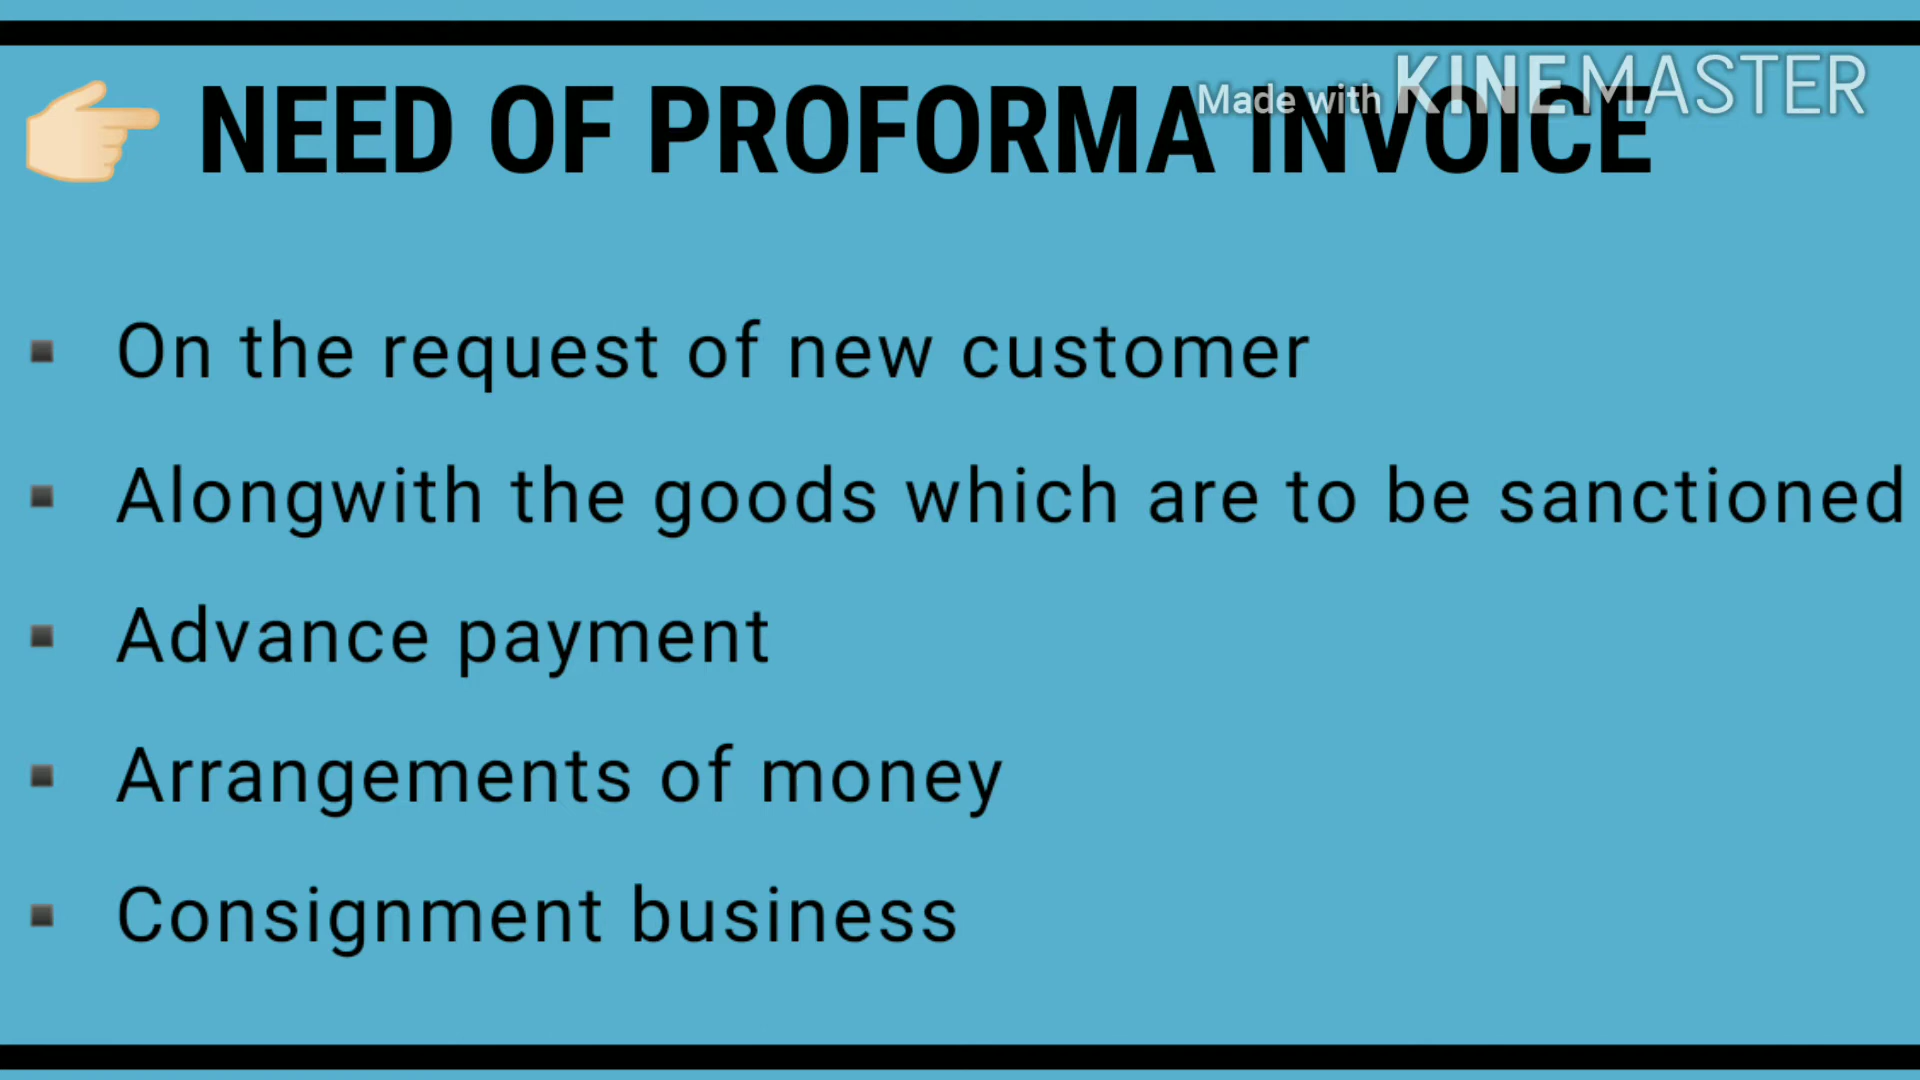 Made with KINEMASTER
NEED OF PROFORMA INVOICE
On the request of new customer
Alongwith the goods which are to be sanctioned
Advance payment
Arrangements of money
Consignment business